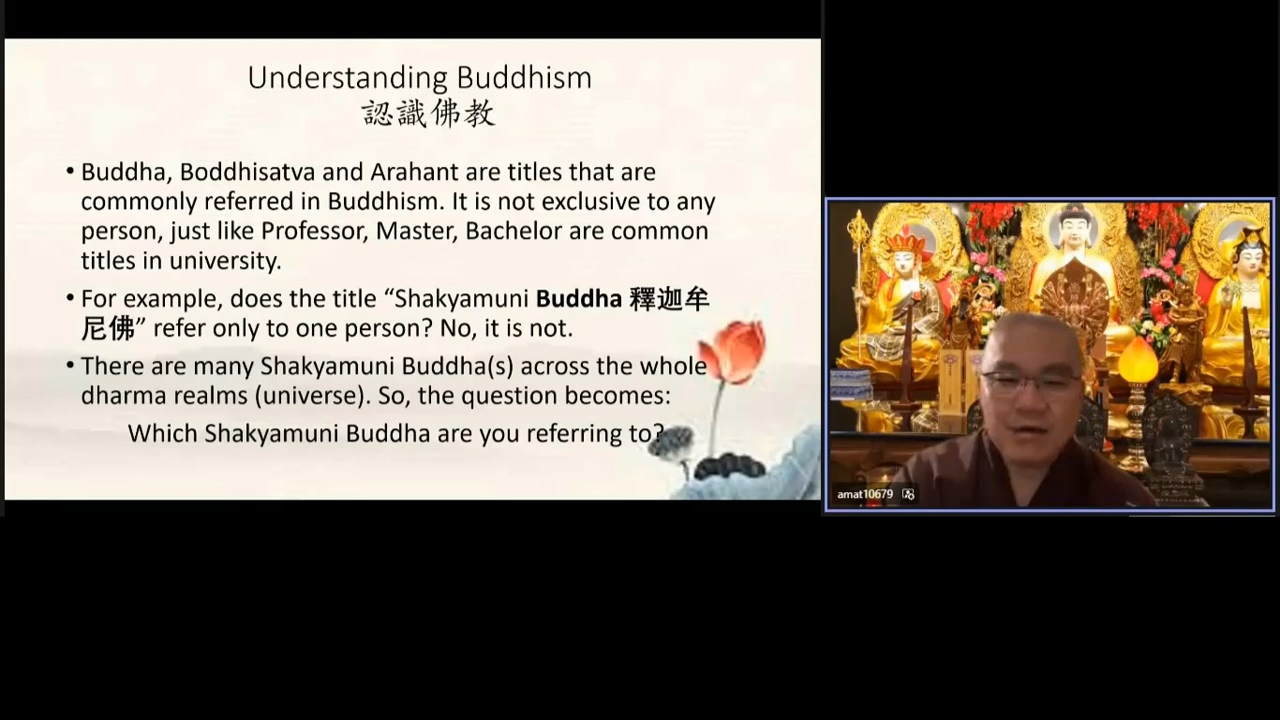 Understanding Buddhism
認識佛教
• Buddha, Boddhisatva and Arahant are titles that are
commonly referred in Buddhism. It is not exclusive to any
person, just like Professor, Master, Bachelor are common
titles in university.
• For example, does the title “Shakyamuni Buddha 釋迦牟
尼佛” refer only to one person? No, it is not.
• There are many Shakyamuni Buddha(s) across the whole
dharma realms (universe). So, the question becomes:
Which Shakyamuni Buddha are you referring to?
amat10679